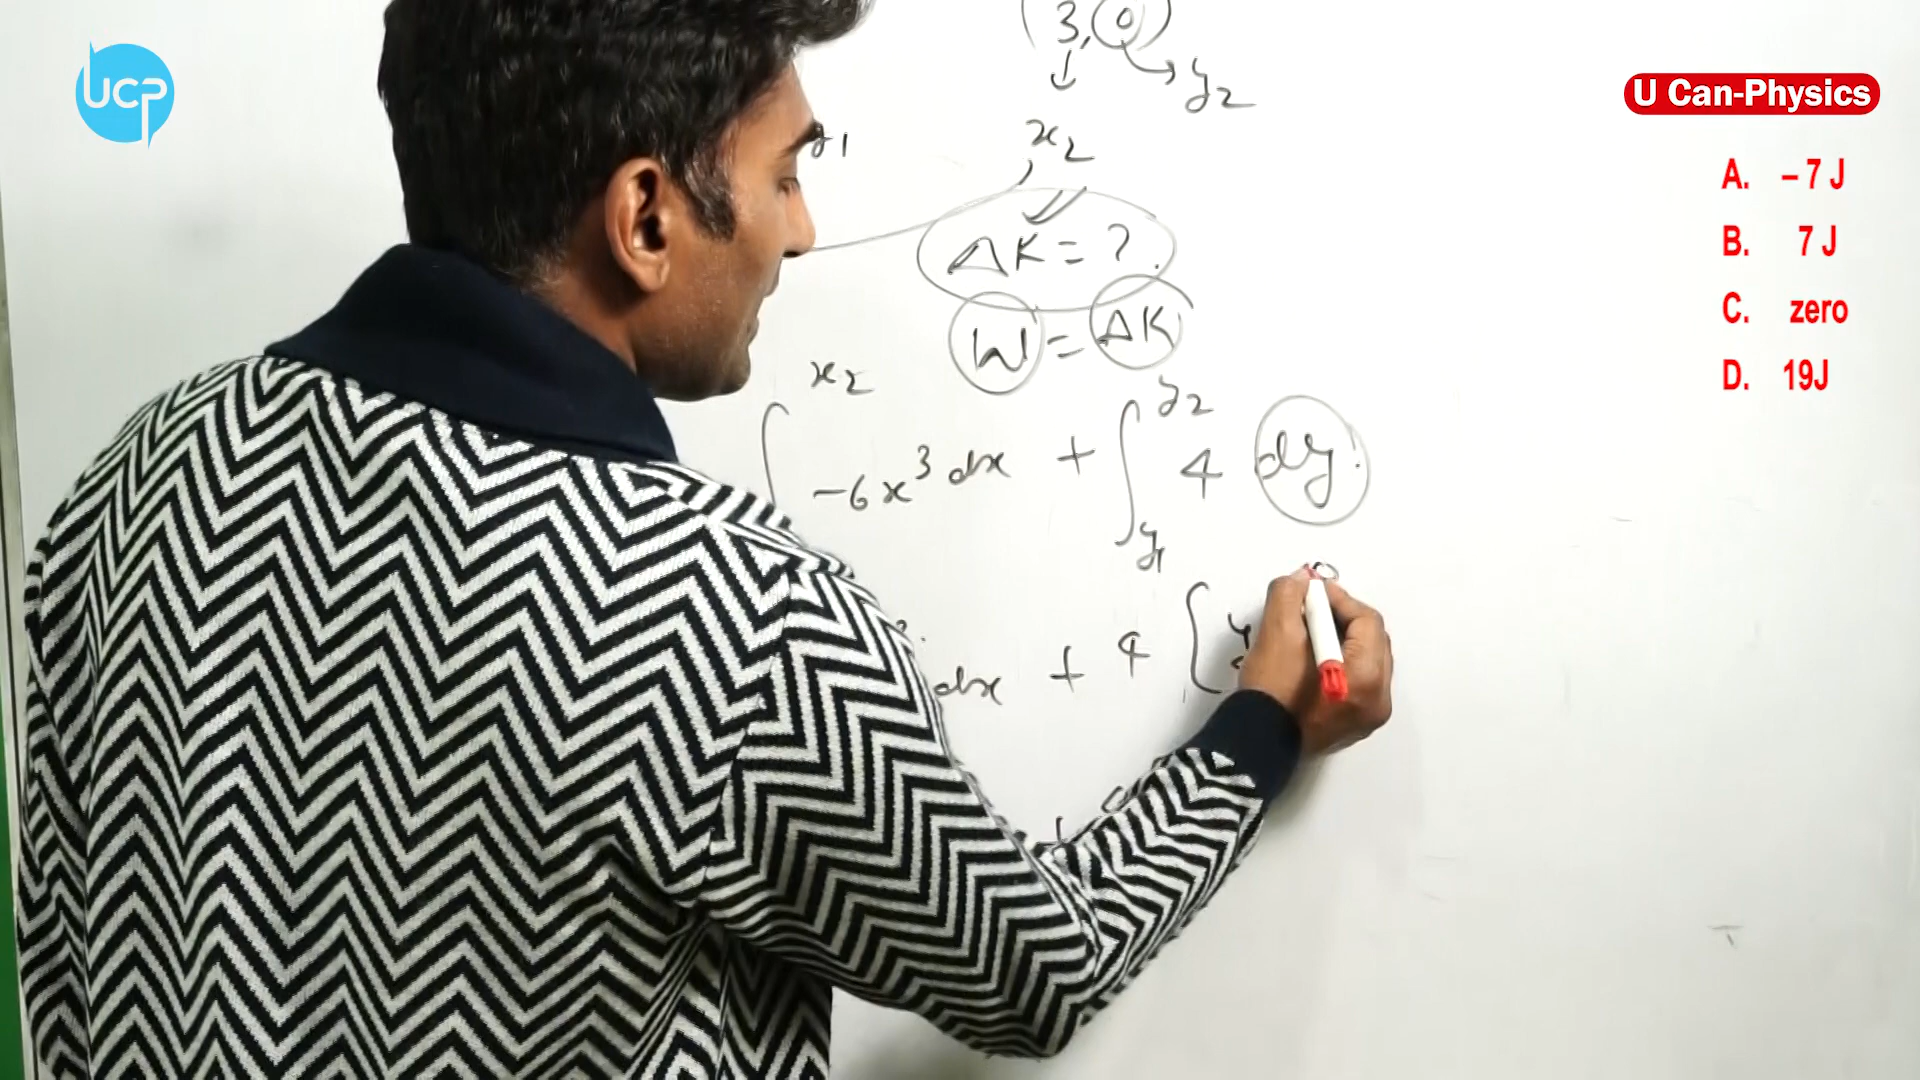 UCP
U Can-Physics
(3, 0)
y2
x2
ΔK = ?
W = ΔK
A. – 7 J
B. 7 J
C. zero
D. 19J
∫ x2 -6x³ dx + ∫ y1 y2 4 dy
dx + 4 [ y